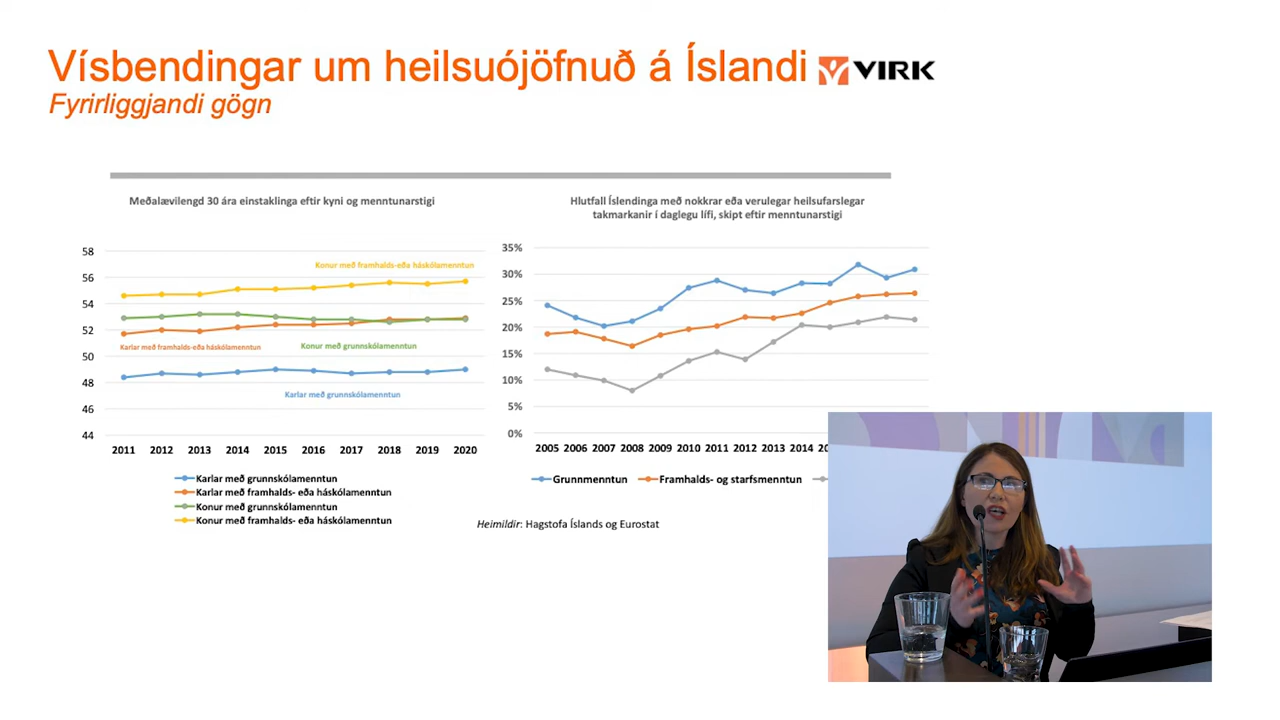 Vísbendingar um heilsuójöfnuð á Íslandi
VIRK
Fyrirliggjandi gögn
Meðalævilengd 30 ára einstaklinga eftir kyni og menntunarstigi
58
56
54
52
50
48
46
44
Konur með framhalds-eða háskólamenntun
Karlar með framhalds-eða háskólamenntun
Konur með grunnskólamenntun
Karlar með grunnskólamenntun
2011 2012 2013 2014 2015 2016 2017 2018 2019 2020
Karlar með grunnskólamenntun
Karlar með framhalds- eða háskólamenntun
Konur með grunnskólamenntun
Konur með framhalds- eða háskólamenntun
Hlutfall Íslendinga með nokkrar eða verulegar heilsufarslegar
takmarkanir í daglegu lífi, skipt eftir menntunarstigi
35%
30%
25%
20%
15%
10%
5%
0%
2005 2006 2007 2008 2009 2010 2011 2012 2013 2014
Grunnmenntun Framhalds- og starfsmenntun
Heimildir: Hagstofa Íslands og Eurostat